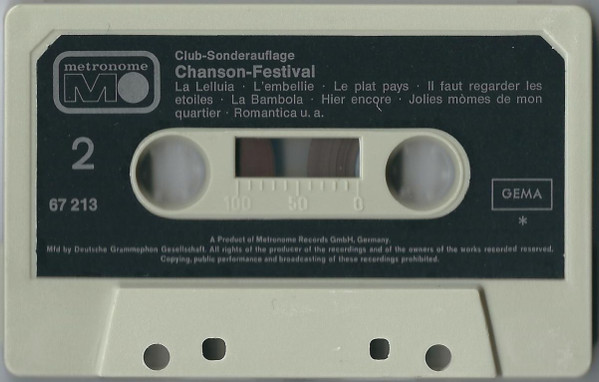 metronome
M
Club-Sonderauflage
Chanson-Festival
La Lelluia · L'embellie · Le plat pays · Il faut regarder les
etoiles · La Bambola · Hier encore · Jolies mòmes de mon
quartier · Romantica u. a.
2
67 213
100 50 0
GEMA
*
A Product of Metronome Records GmbH, Germany.
Mfd by Deutsche Grammophon Gesellschaft. All rights of the producer of the recordings and of the owners of the works recorded reserved.
Copying, public performance and broadcasting of these recordings prohibited.